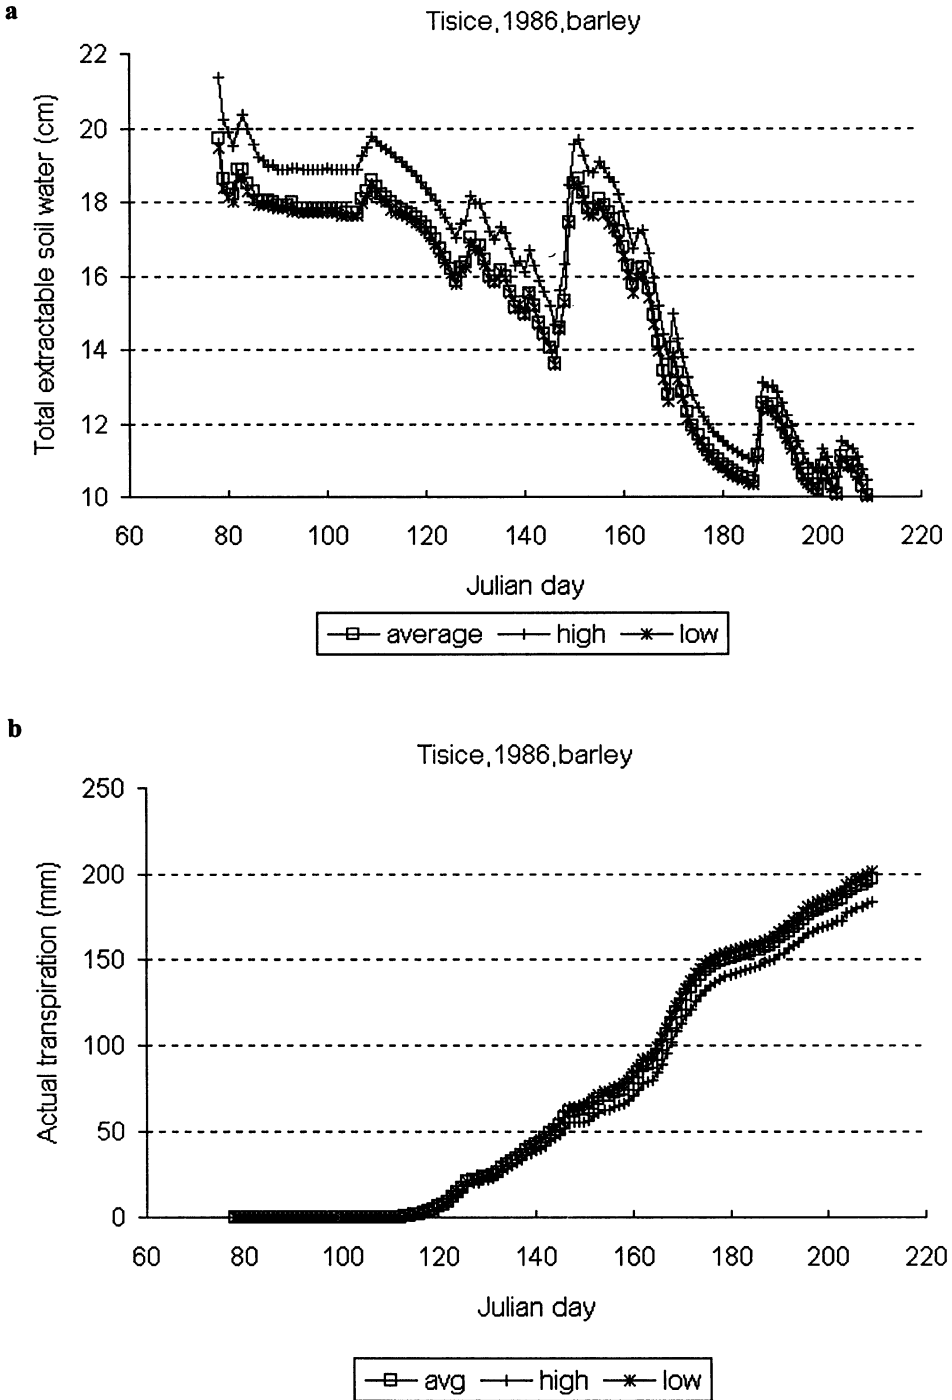 a
Tisice,1986,barley
Total extractable soil water (cm)
22
20
18
16
14
12
10
60 80 100 120 140 160 180 200 220
Julian day
average high low
b
Tisice,1986,barley
Actual transpiration (mm)
250
200
150
100
50
0
60 80 100 120 140 160 180 200 220
Julian day
avg high low